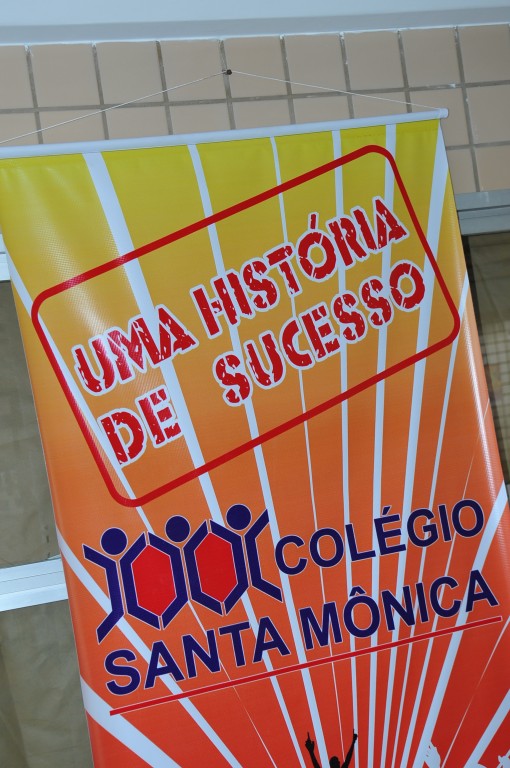 UMA HISTÓRIA
DE SUCESSO
COLÉGIO
SANTA MÔNICA